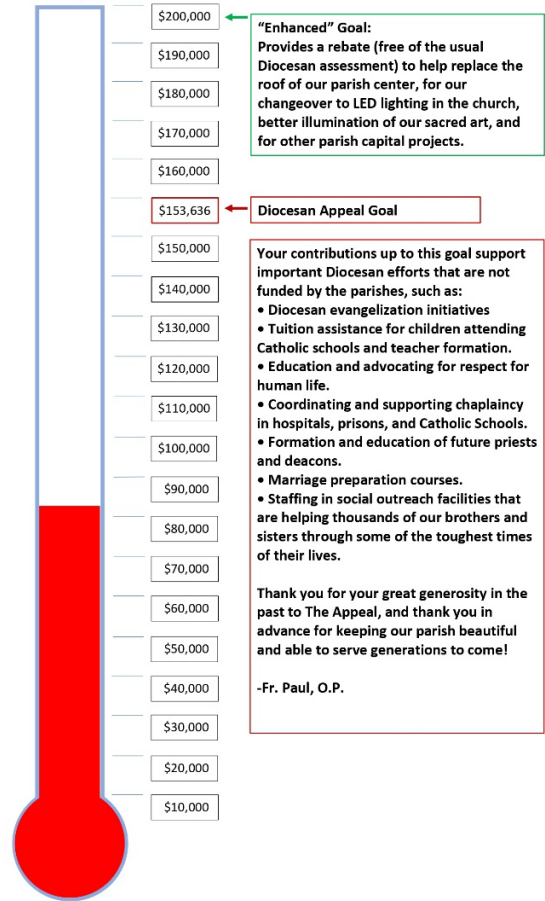 $200,000
$190,000
$180,000
$170,000
$160,000
$153,636
$150,000
$140,000
$130,000
$120,000
$110,000
$100,000
$90,000
$80,000
$70,000
$60,000
$50,000
$40,000
$30,000
$20,000
$10,000
“Enhanced” Goal:
Provides a rebate (free of the usual
Diocesan assessment) to help replace the
roof of our parish center, for our
changeover to LED lighting in the church,
better illumination of our sacred art, and
for other parish capital projects.
Diocesan Appeal Goal
Your contributions up to this goal support
important Diocesan efforts that are not
funded by the parishes, such as:
• Diocesan evangelization initiatives
• Tuition assistance for children attending
Catholic schools and teacher formation.
• Education and advocating for respect for
human life.
• Coordinating and supporting chaplaincy
in hospitals, prisons, and Catholic Schools.
• Formation and education of future priests
and deacons.
• Marriage preparation courses.
• Staffing in social outreach facilities that
are helping thousands of our brothers and
sisters through some of the toughest times
of their lives.
Thank you for your great generosity in the
past to The Appeal, and thank you in
advance for keeping our parish beautiful
and able to serve generations to come!
-Fr. Paul, O.P.